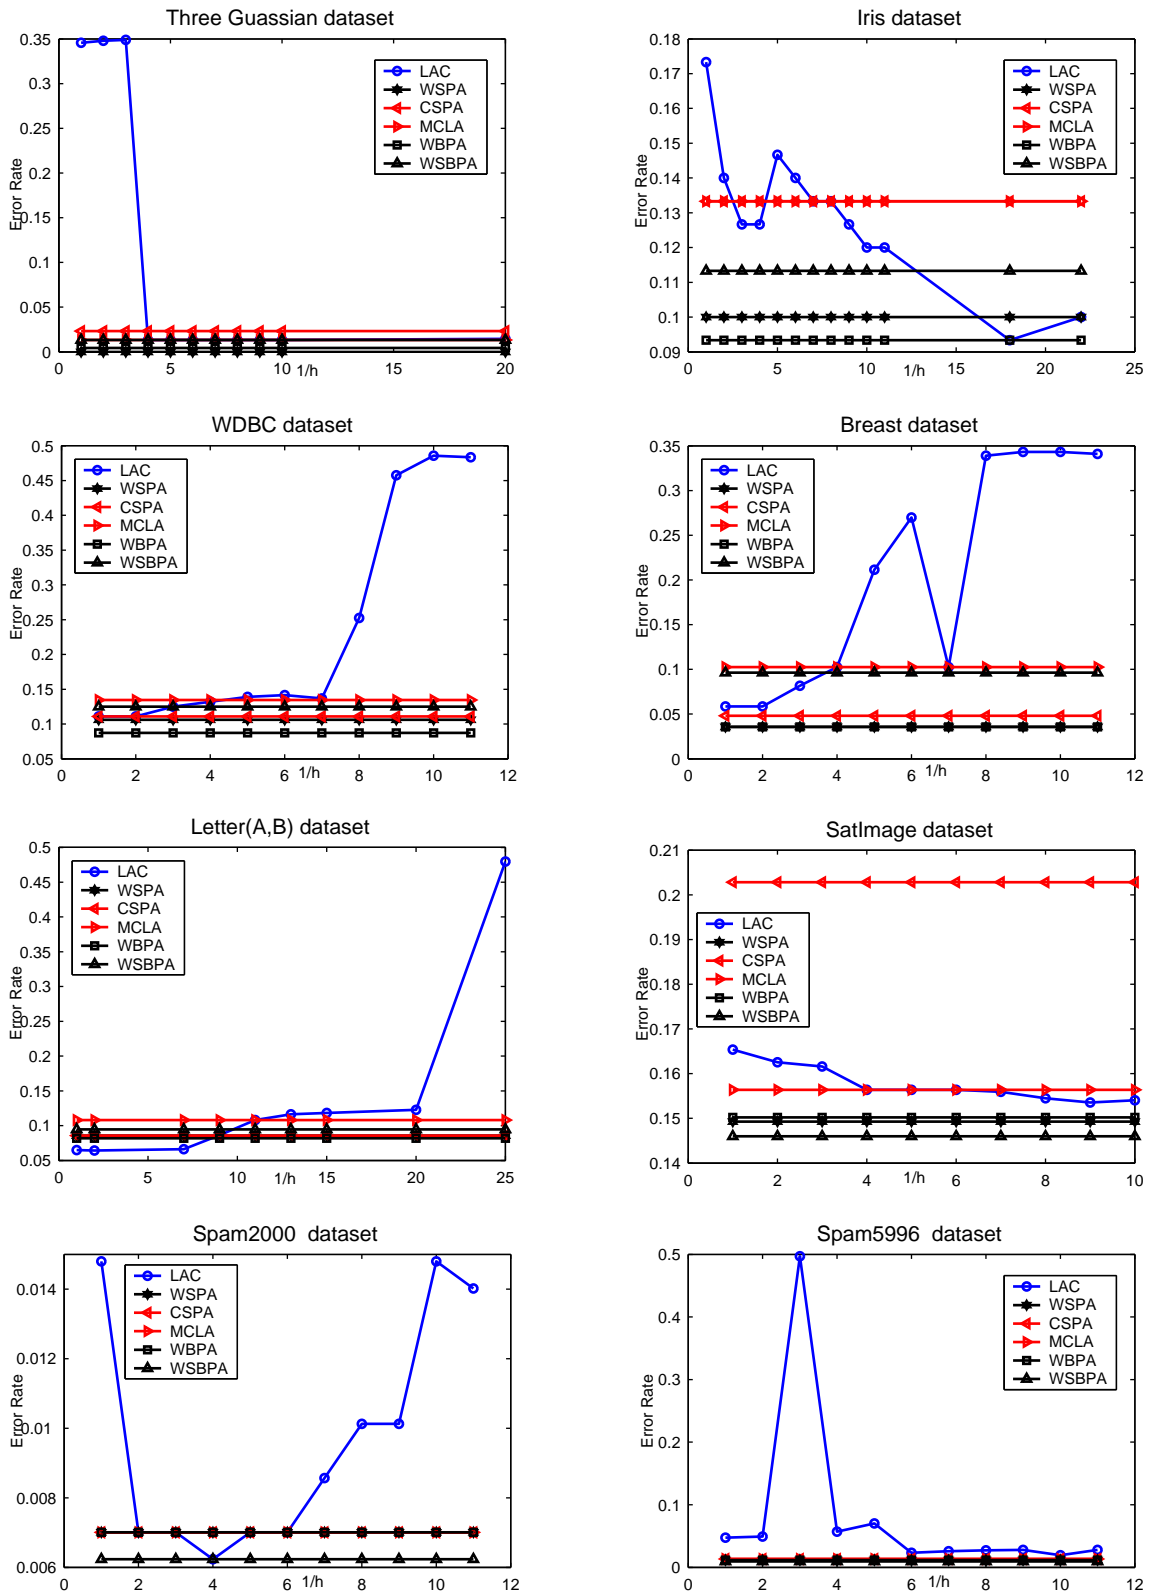 Three Guassian dataset
Error Rate
0.35
0.3
0.25
0.2
0.15
0.1
0.05
0
0 5 10 15 20
1/h
LAC
WSPA
CSPA
MCLA
WBPA
WSBPA
Iris dataset
Error Rate
0.18
0.17
0.16
0.15
0.14
0.13
0.12
0.11
0.1
0.09
0 5 10 15 20 25
1/h
LAC
WSPA
CSPA
MCLA
WBPA
WSBPA
WDBC dataset
Error Rate
0.5
0.45
0.4
0.35
0.3
0.25
0.2
0.15
0.1
0.05
0 2 4 6 8 10 12
1/h
LAC
WSPA
CSPA
MCLA
WBPA
WSBPA
Breast dataset
Error Rate
0.35
0.3
0.25
0.2
0.15
0.1
0.05
0
0 2 4 6 8 10 12
1/h
LAC
WSPA
CSPA
MCLA
WBPA
WSBPA
Letter(A,B) dataset
Error Rate
0.5
0.45
0.4
0.35
0.3
0.25
0.2
0.15
0.1
0.05
0 5 10 15 20 25
1/h
LAC
WSPA
CSPA
MCLA
WBPA
WSBPA
SatImage dataset
Error Rate
0.21
0.2
0.19
0.18
0.17
0.16
0.15
0.14
0 2 4 6 8 10
1/h
LAC
WSPA
CSPA
MCLA
WBPA
WSBPA
Spam2000 dataset
Error Rate
0.014
0.012
0.01
0.008
0.006
0 2 4 6 8 10 12
1/h
LAC
WSPA
CSPA
MCLA
WBPA
WSBPA
Spam5996 dataset
Error Rate
0.5
0.4
0.3
0.2
0.1
0
0 2 4 6 8 10 12
1/h
LAC
WSPA
CSPA
MCLA
WBPA
WSBPA